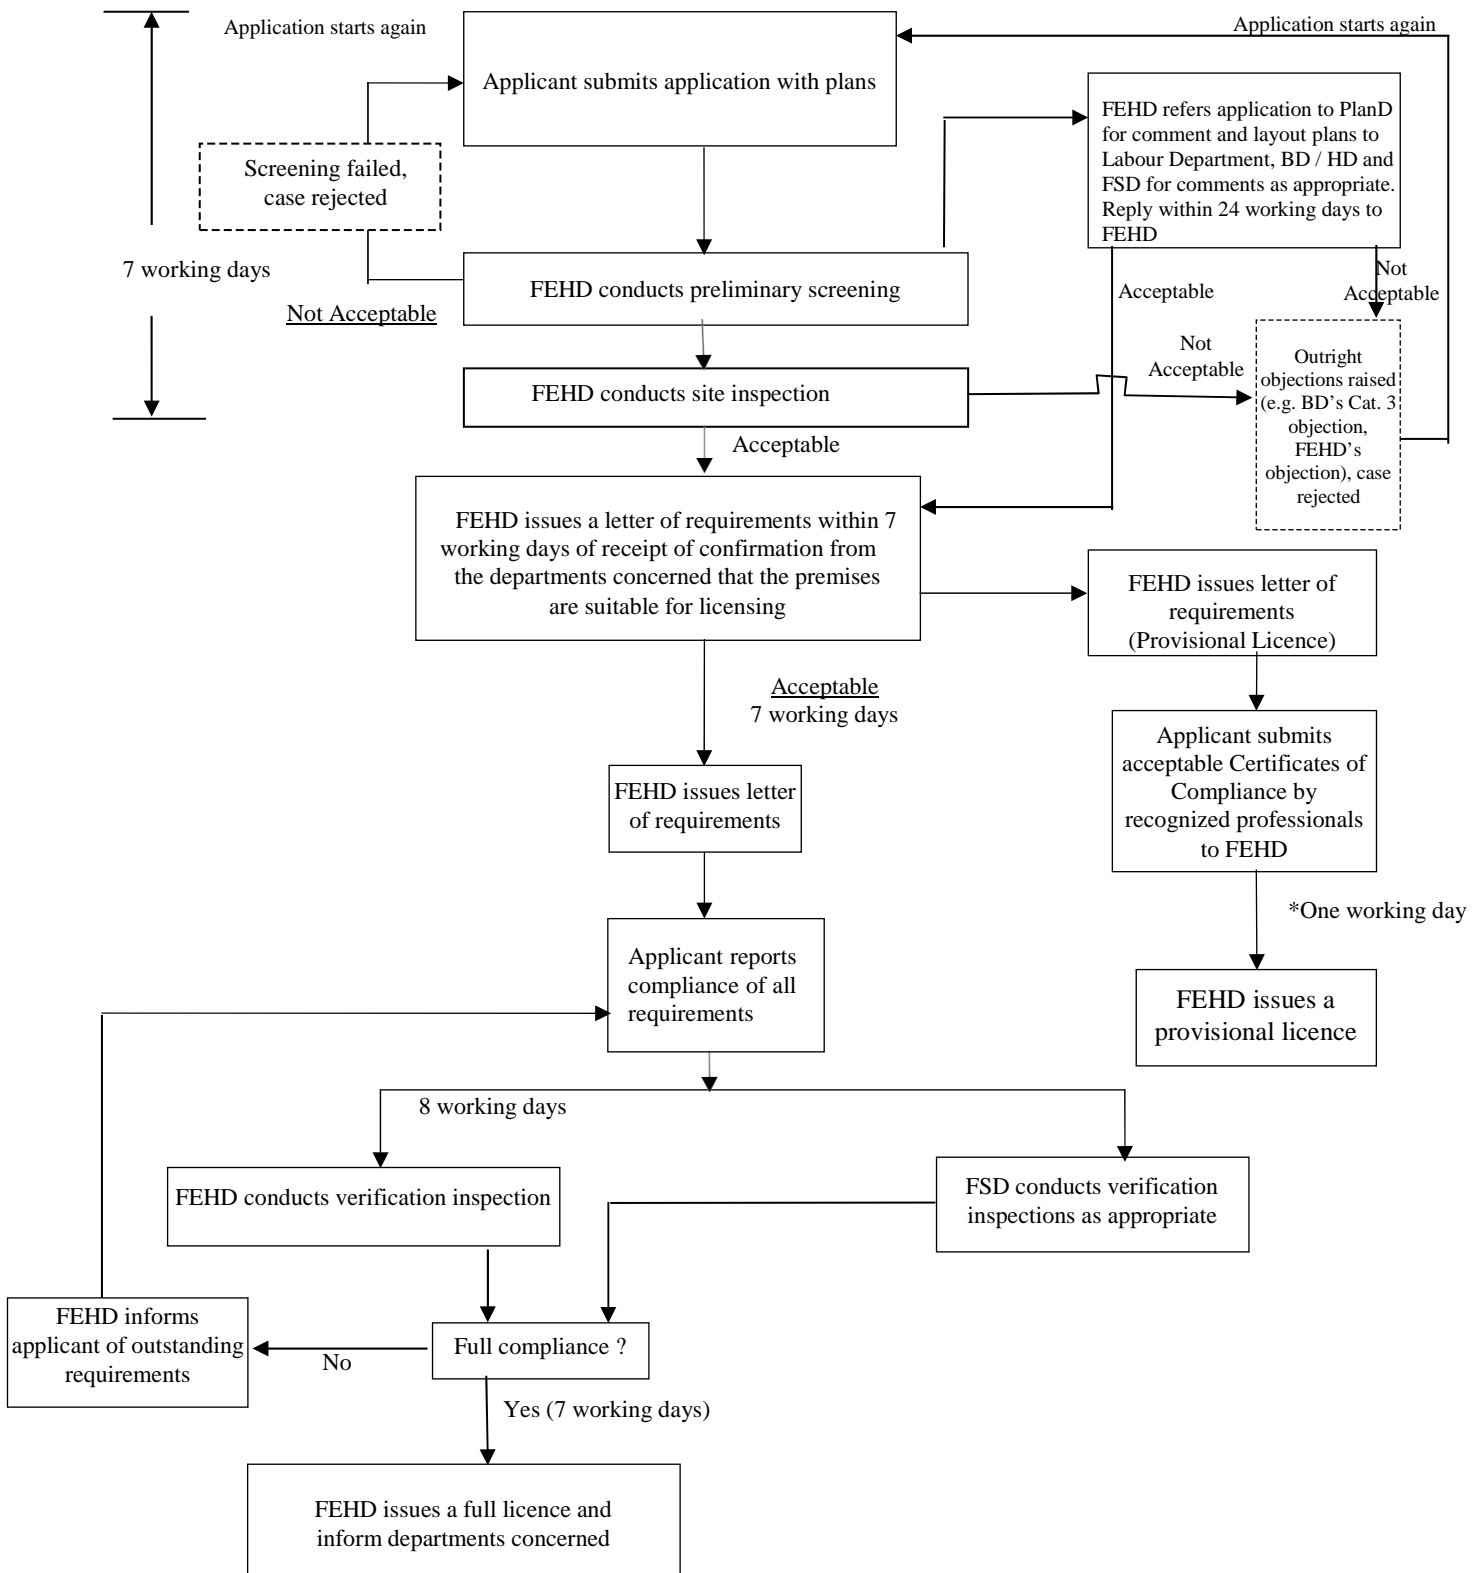 Application starts again
Application starts again
Applicant submits application with plans
FEHD refers application to PlanD
for comment and layout plans to
Labour Department, BD / HD and
FSD for comments as appropriate.
Reply within 24 working days to
FEHD
Screening failed,
case rejected
7 working days
FEHD conducts preliminary screening
Not Acceptable
Acceptable
Not
Acceptable
Not
Acceptable
FEHD conducts site inspection
Outright
objections raised
(e.g. BD’s Cat. 3
objection,
FEHD’s
objection), case
rejected
Acceptable
FEHD issues a letter of requirements within 7
working days of receipt of confirmation from
the departments concerned that the premises
are suitable for licensing
FEHD issues letter of
requirements
(Provisional Licence)
Acceptable
7 working days
Applicant submits
acceptable Certificates of
Compliance by
recognized professionals
to FEHD
FEHD issues letter
of requirements
*One working day
Applicant reports
compliance of all
requirements
FEHD issues a
provisional licence
8 working days
FEHD conducts verification inspection
FSD conducts verification
inspections as appropriate
FEHD informs
applicant of outstanding
requirements
No
Full compliance ?
Yes (7 working days)
FEHD issues a full licence and
inform departments concerned